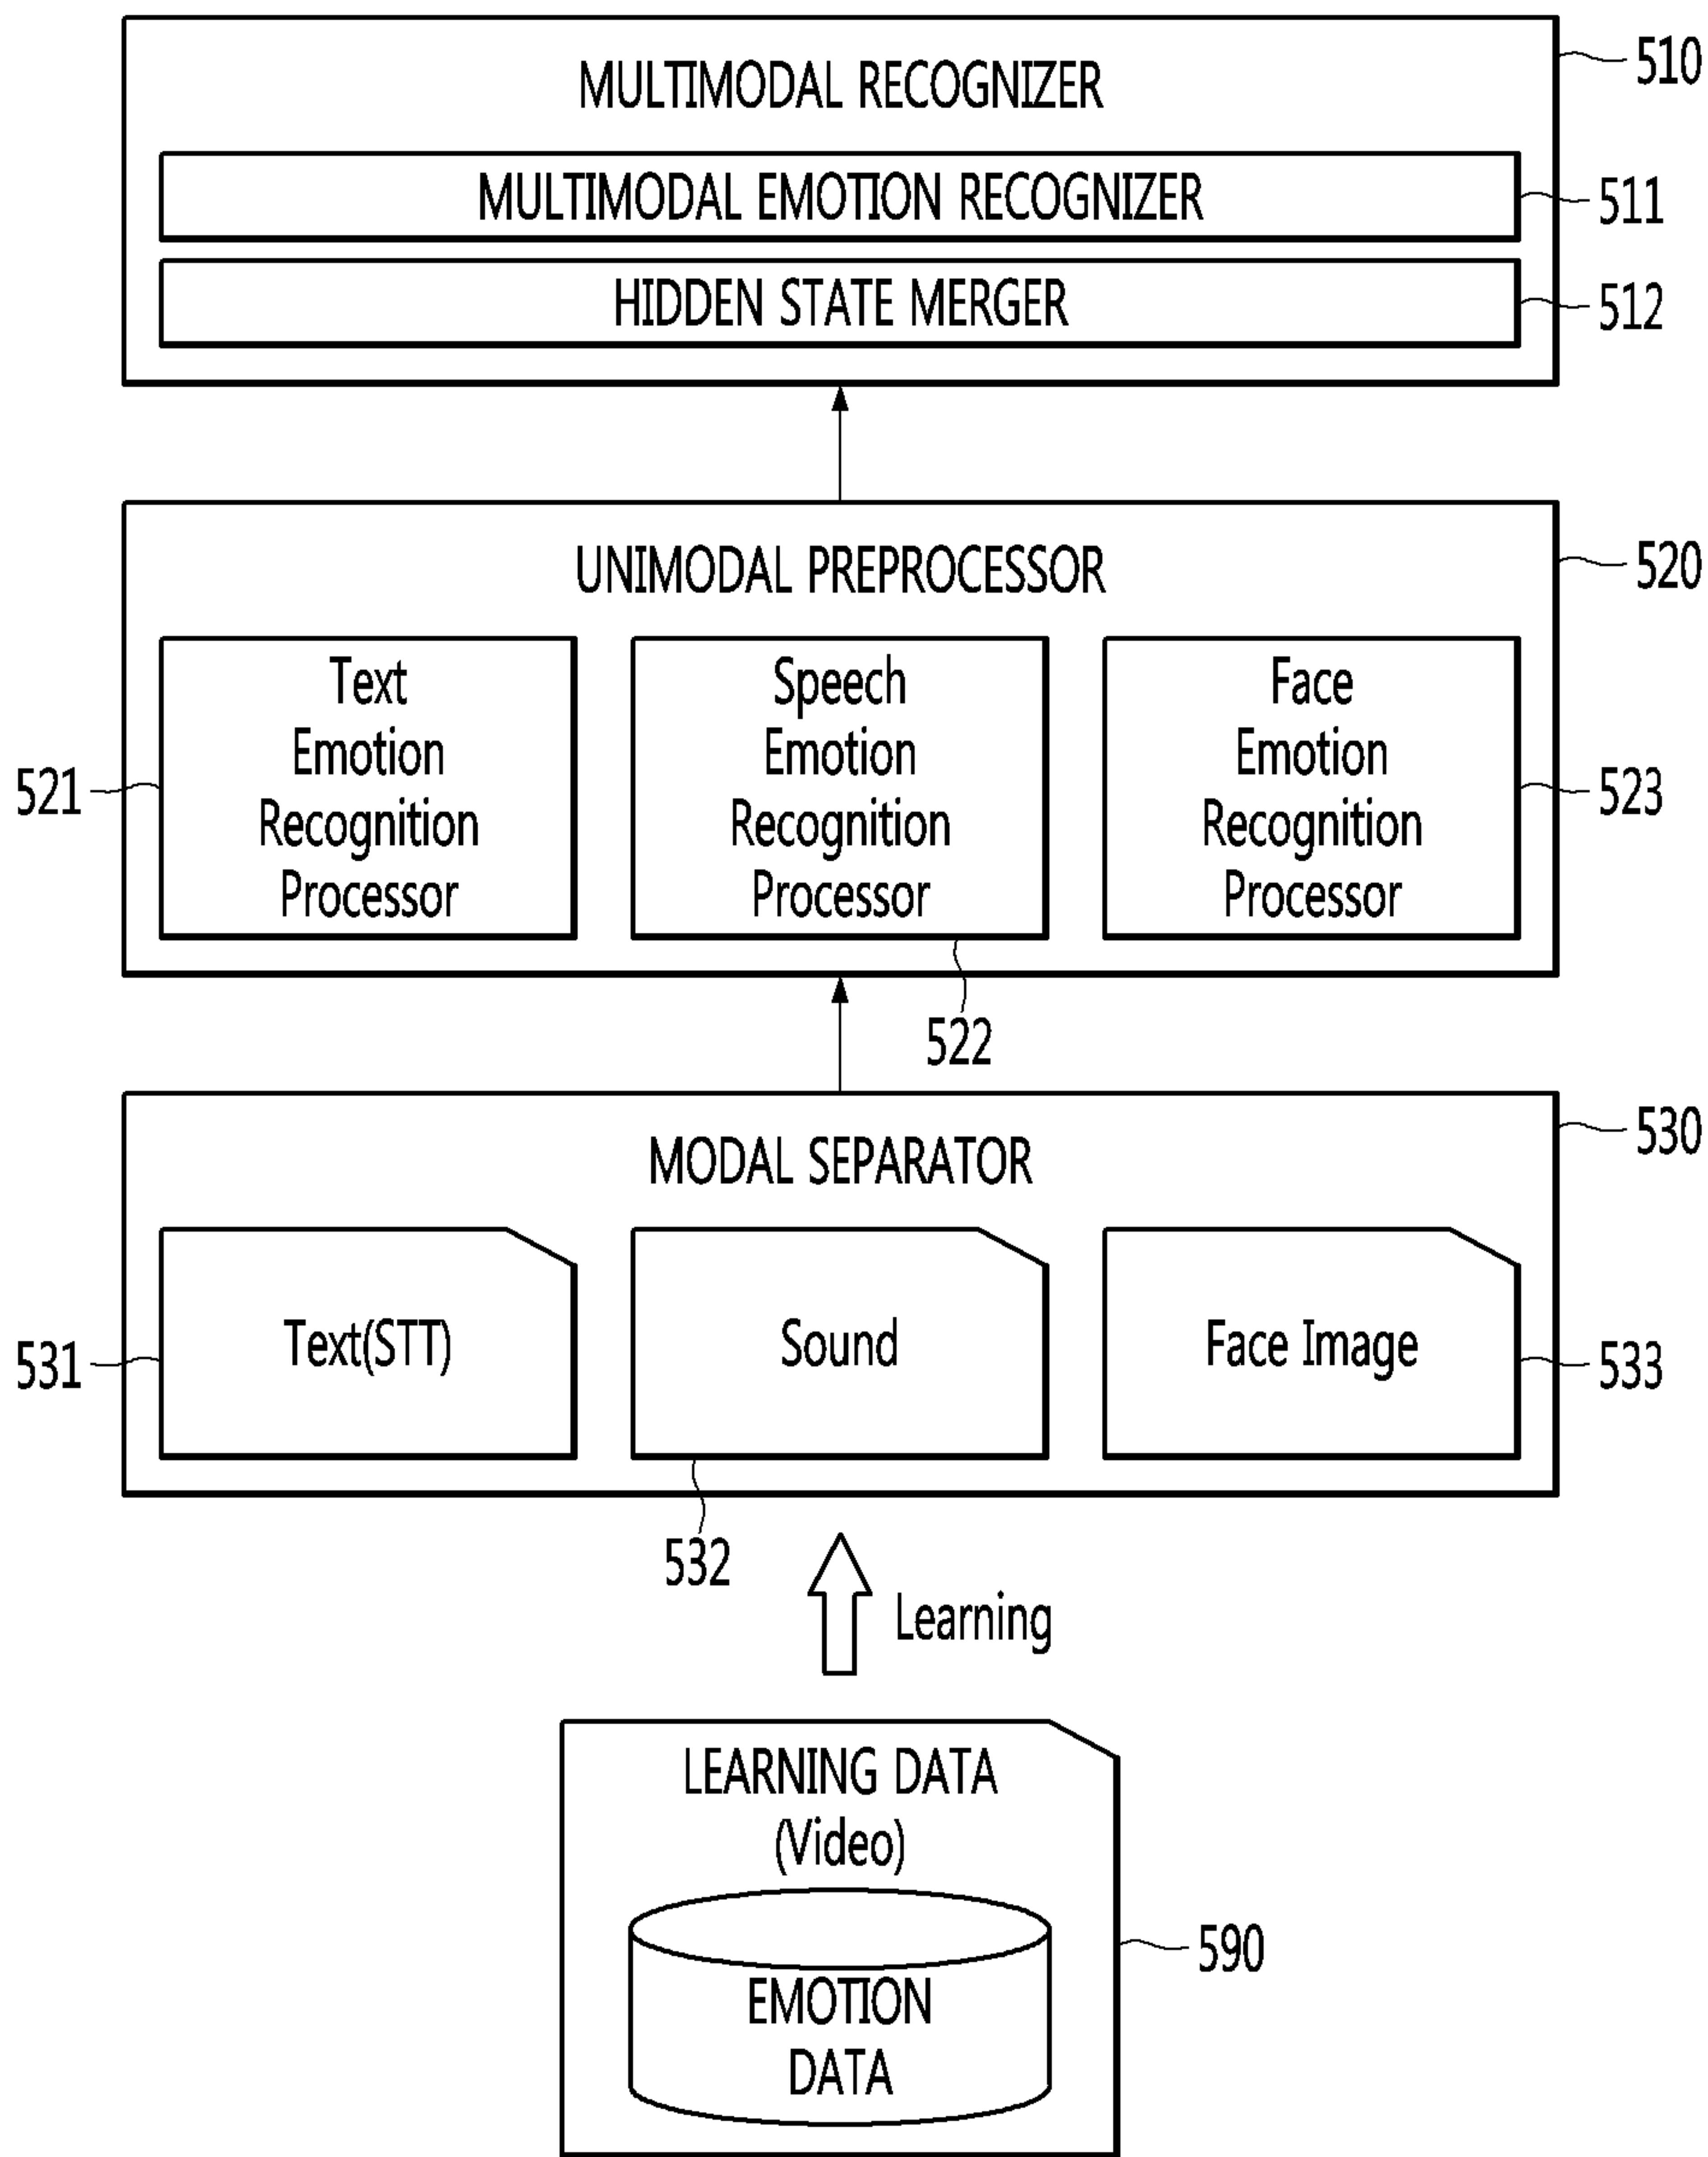 MULTIMODAL RECOGNIZER
510
MULTIMODAL EMOTION RECOGNIZER
511
HIDDEN STATE MERGER
512
UNIMODAL PREPROCESSOR
520
Text
Emotion
Recognition
Processor
521
Speech
Emotion
Recognition
Processor
522
Face
Emotion
Recognition
Processor
523
MODAL SEPARATOR
530
Text(STT)
531
Sound
532
Face Image
533
Learning
LEARNING DATA
(Video)
EMOTION
DATA
590